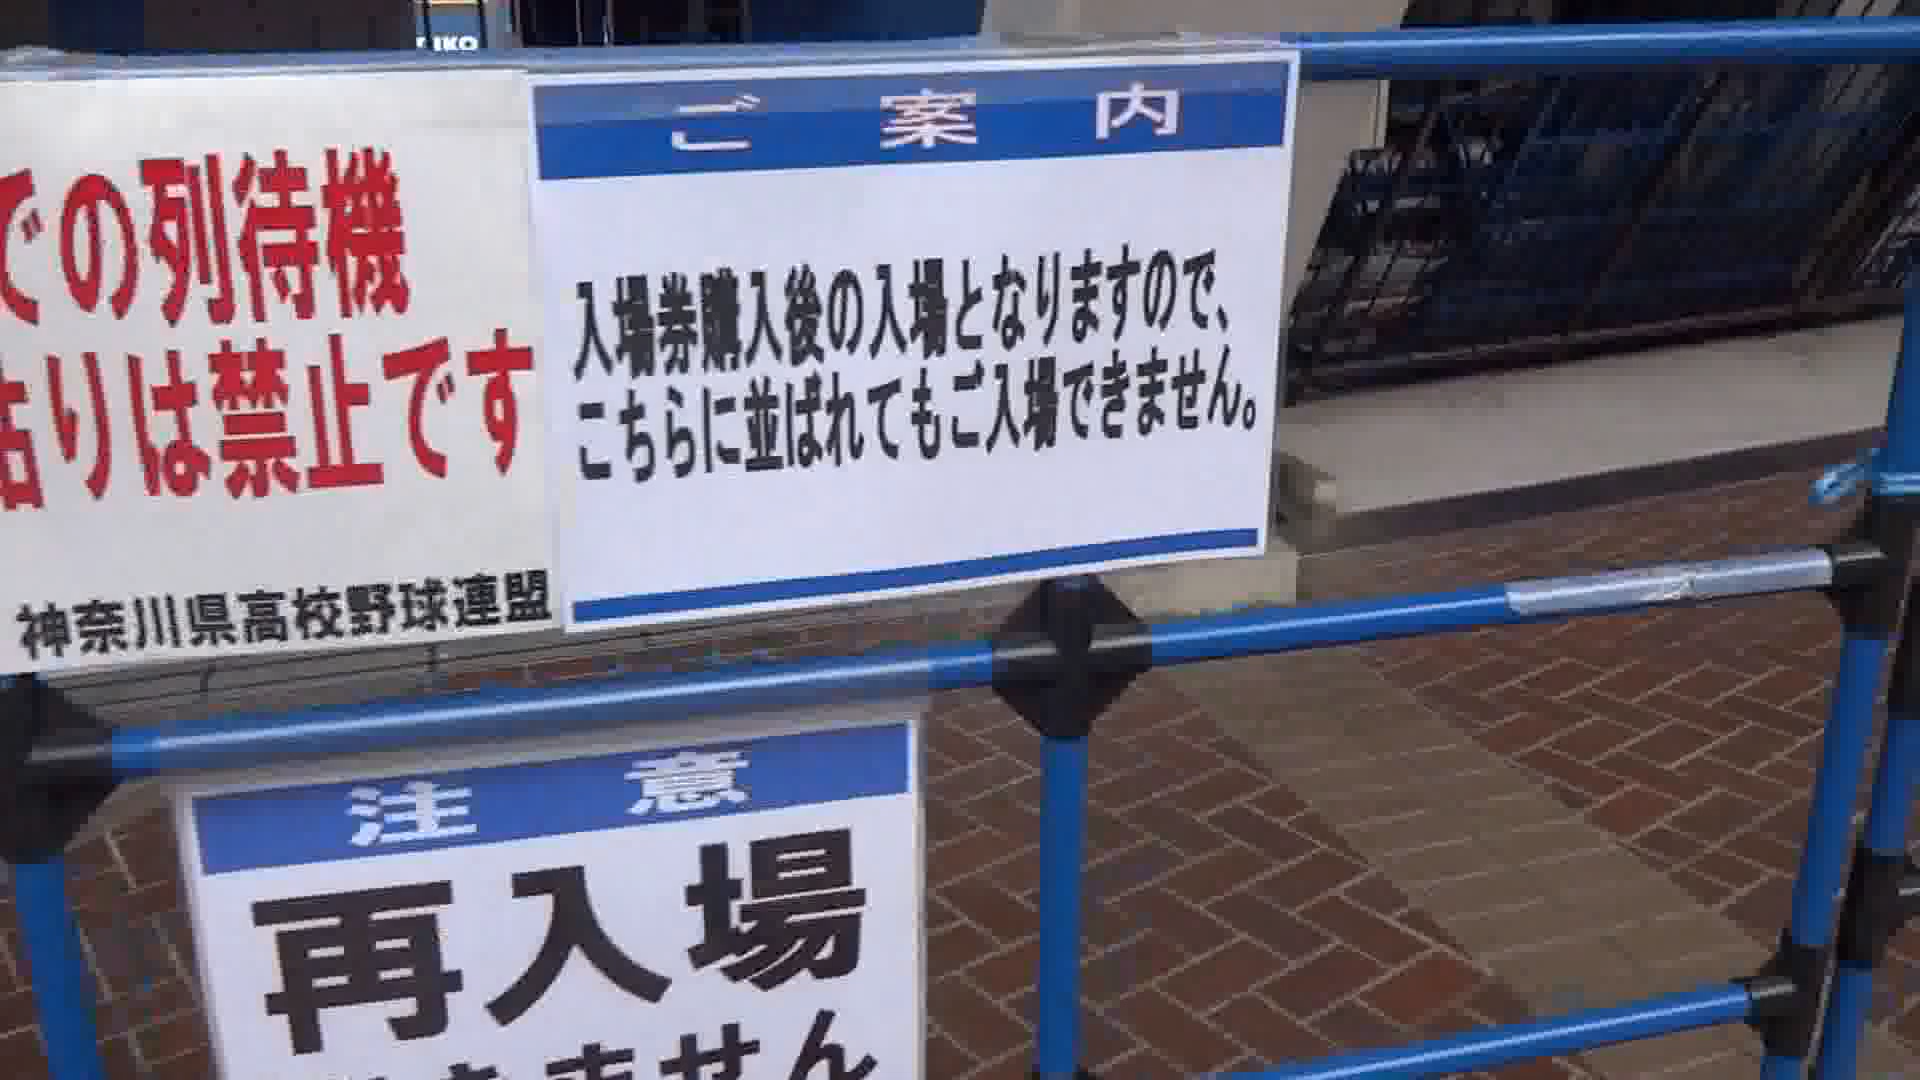 での列待機
りは禁止です
神奈川県高校野球連盟
ご案内
入場券購入後の入場となりますので、
こちらに並ばれてもご入場できません。
注意
再入場
ません